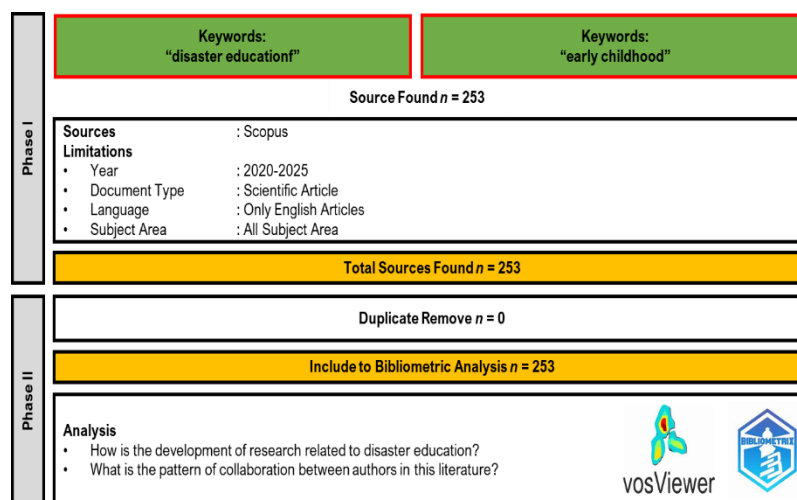 Phase I
Keywords:
“disaster educationf”
Keywords:
“early childhood”
Source Found n = 253
Sources : Scopus
Limitations
• Year : 2020-2025
• Document Type : Scientific Article
• Language : Only English Articles
• Subject Area : All Subject Area
Total Sources Found n = 253
Phase II
Duplicate Remove n = 0
Include to Bibliometric Analysis n = 253
Analysis
• How is the development of research related to disaster education?
• What is the pattern of collaboration between authors in this literature?
vosViewer
BIBLIOMETRIX